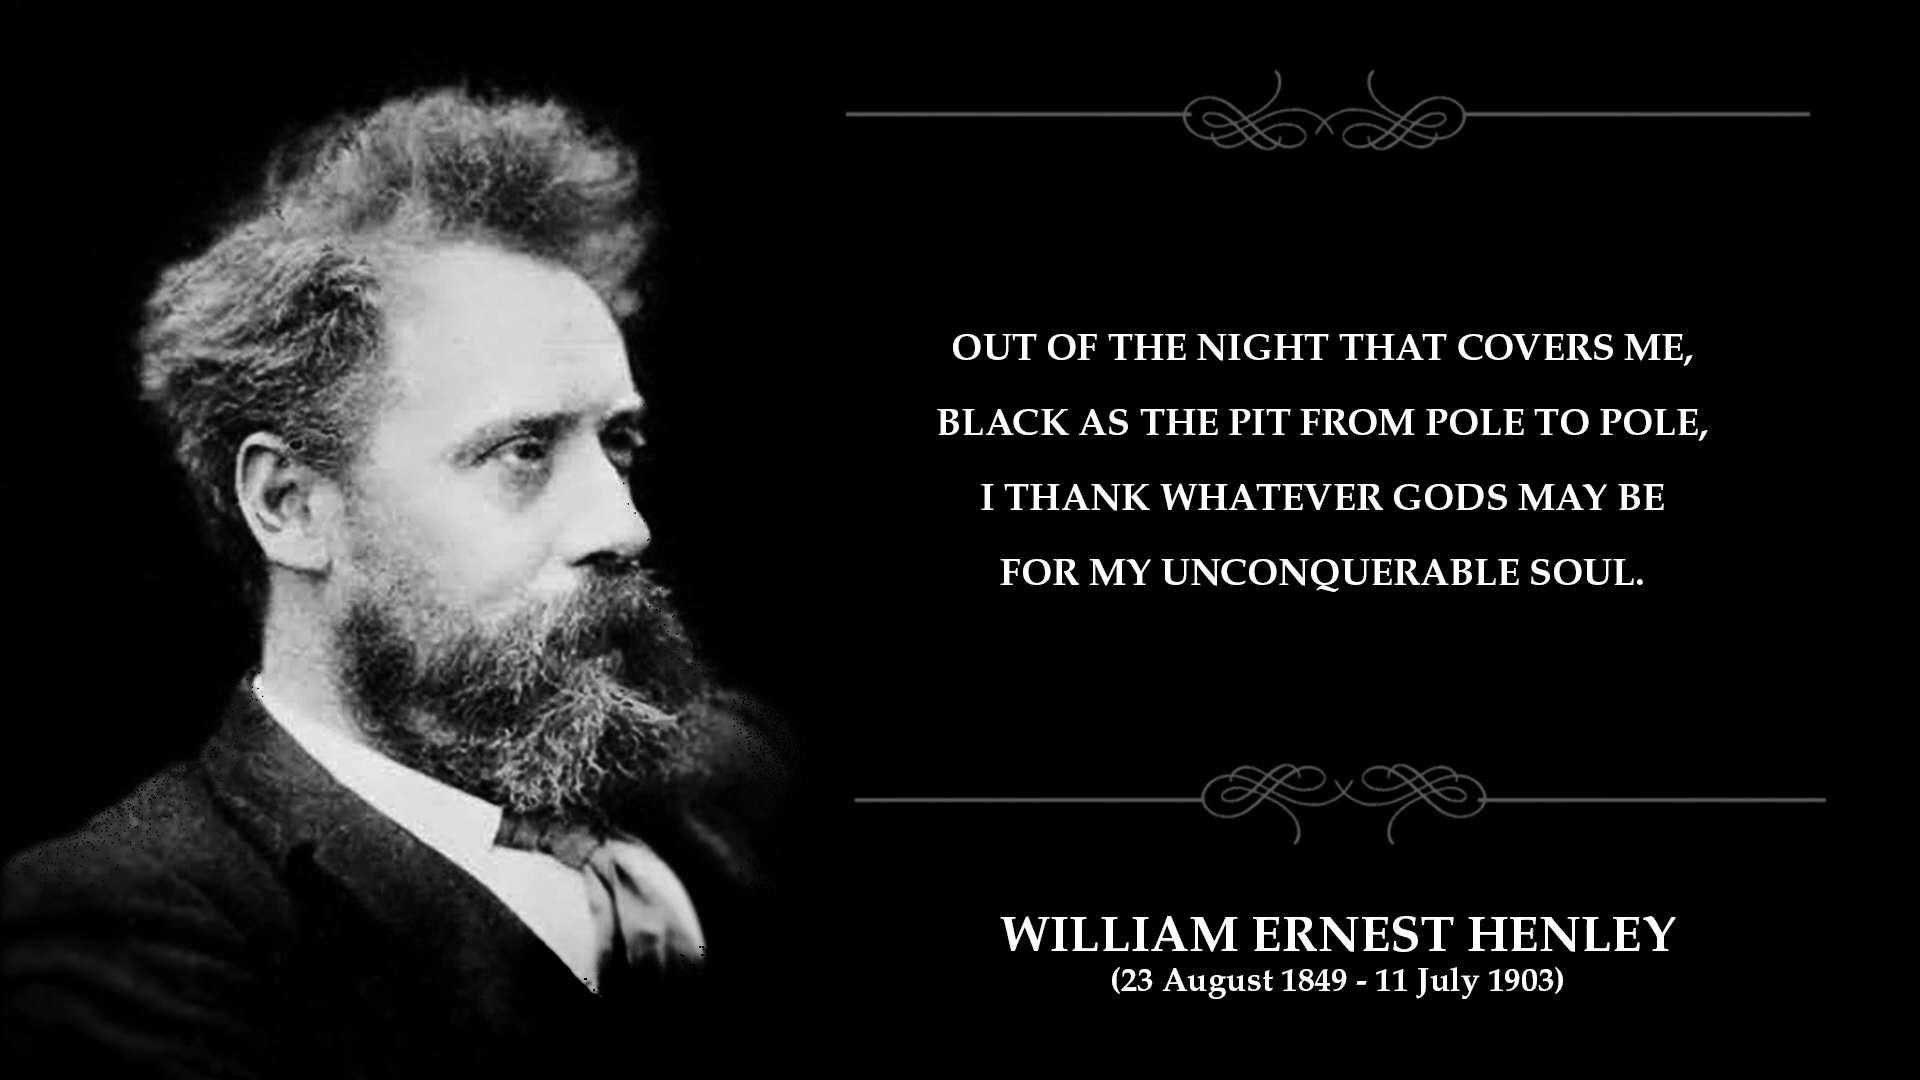 OUT OF THE NIGHT THAT COVERS ME,
BLACK AS THE PIT FROM POLE TO POLE,
I THANK WHATEVER GODS MAY BE
FOR MY UNCONQUERABLE SOUL.
WILLIAM ERNEST HENLEY
(23 August 1849 - 11 July 1903)